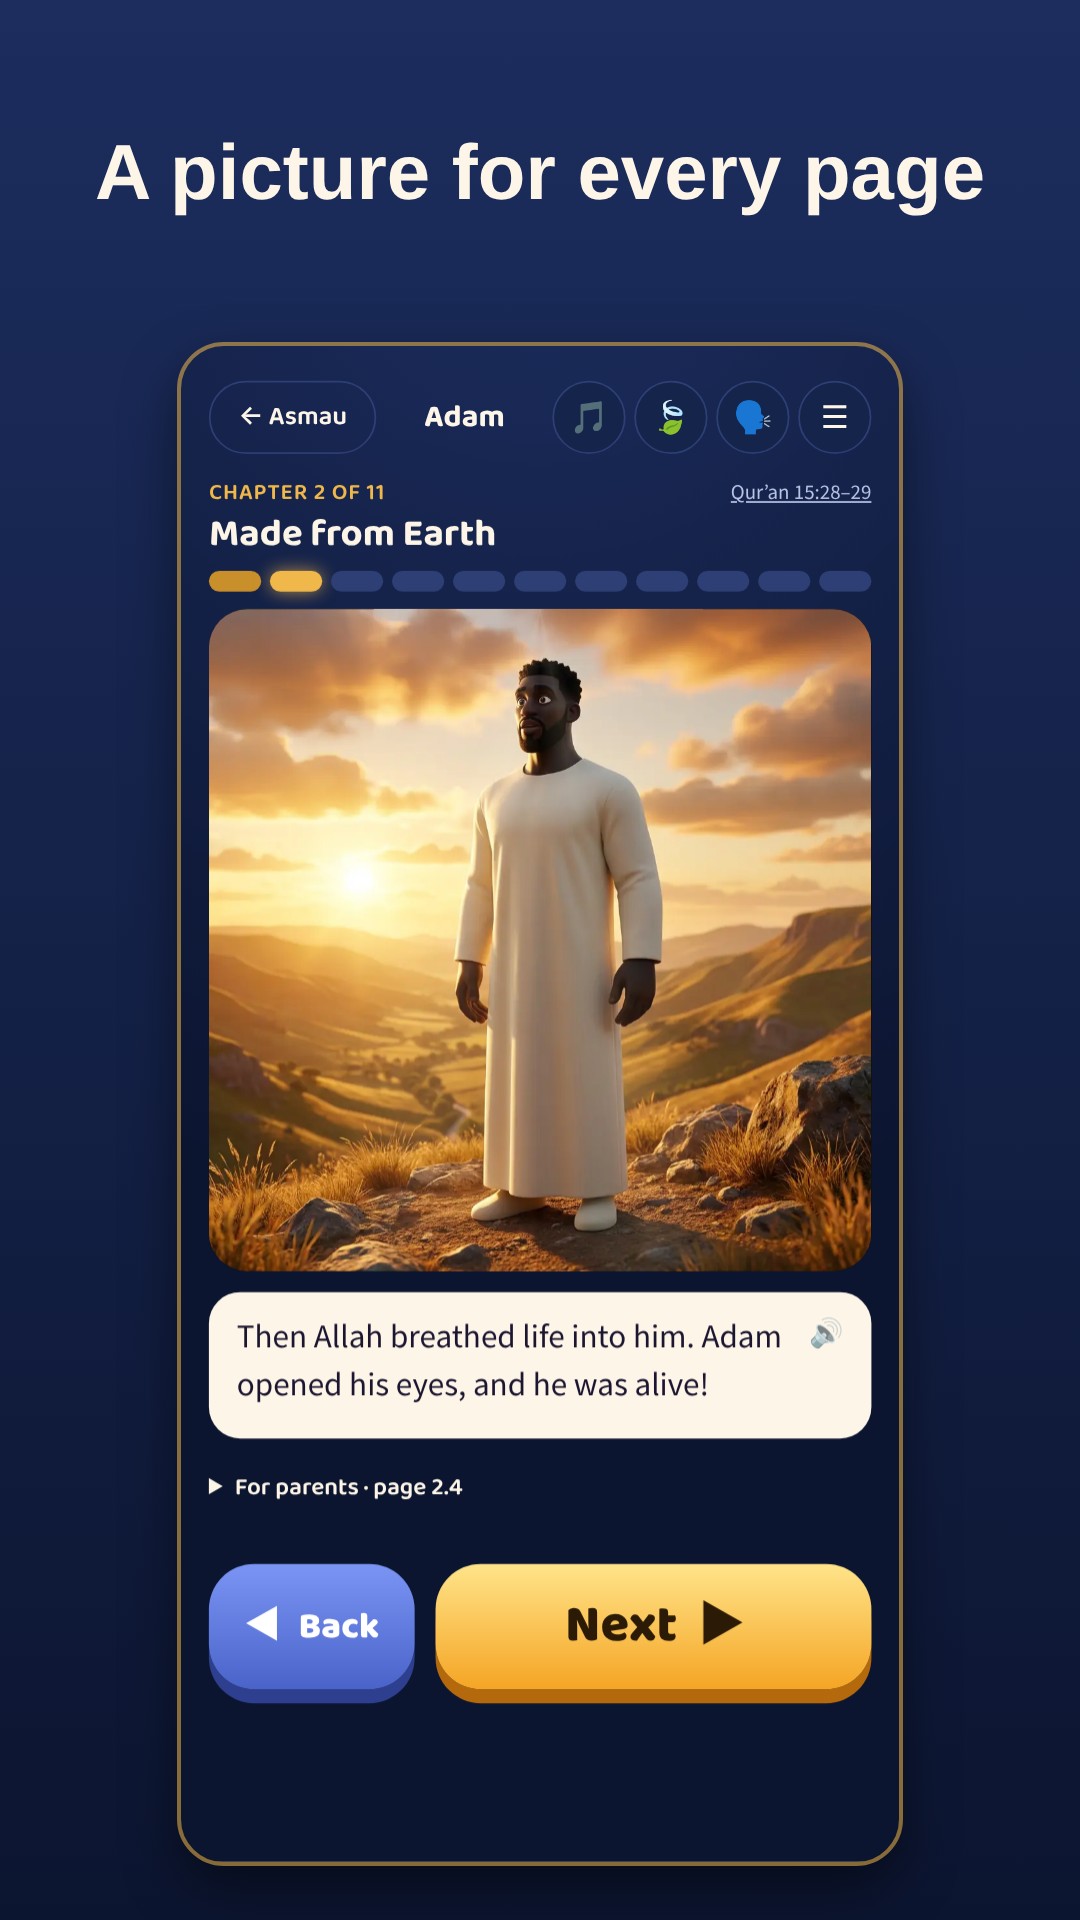 A picture for every page
← Asmau
Adam
CHAPTER 2 OF 11
Qur’an 15:28–29
Made from Earth
Then Allah breathed life into him. Adam
opened his eyes, and he was alive!
For parents · page 2.4
Back
Next